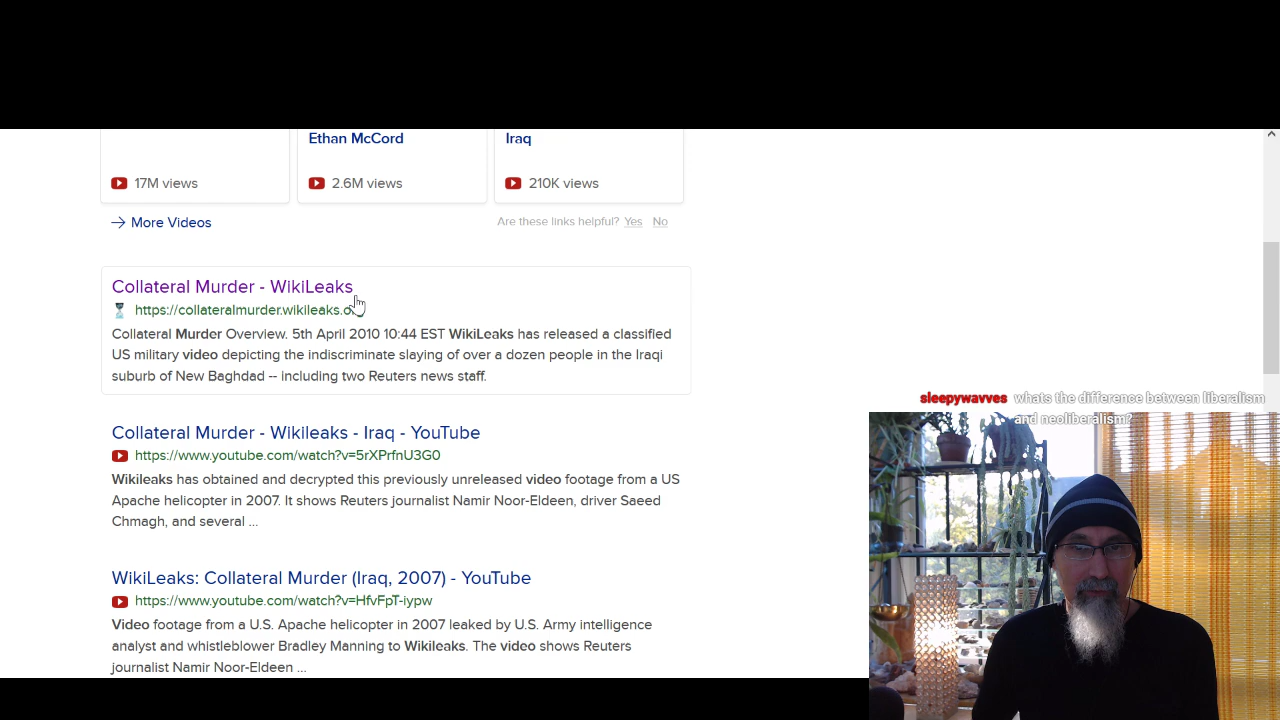 Ethan McCord
Iraq
17M views
2.6M views
210K views
More Videos
Are these links helpful? Yes No
Collateral Murder - WikiLeaks
https://collateralmurder.wikileaks.o
Collateral Murder Overview. 5th April 2010 10:44 EST WikiLeaks has released a classified
US military video depicting the indiscriminate slaying of over a dozen people in the Iraqi
suburb of New Baghdad -- including two Reuters news staff.
sleepywavves whats the difference between liberalism
and neoliberalism?
Collateral Murder - Wikileaks - Iraq - YouTube
https://www.youtube.com/watch?v=5rXPrfnU3G0
Wikileaks has obtained and decrypted this previously unreleased video footage from a US
Apache helicopter in 2007. It shows Reuters journalist Namir Noor-Eldeen, driver Saeed
Chmagh, and several ...
WikiLeaks: Collateral Murder (Iraq, 2007) - YouTube
https://www.youtube.com/watch?v=HfvFpT-iypw
Video footage from a U.S. Apache helicopter in 2007 leaked by U.S. Army intelligence
analyst and whistleblower Bradley Manning to Wikileaks. The video shows Reuters
journalist Namir Noor-Eldeen ...